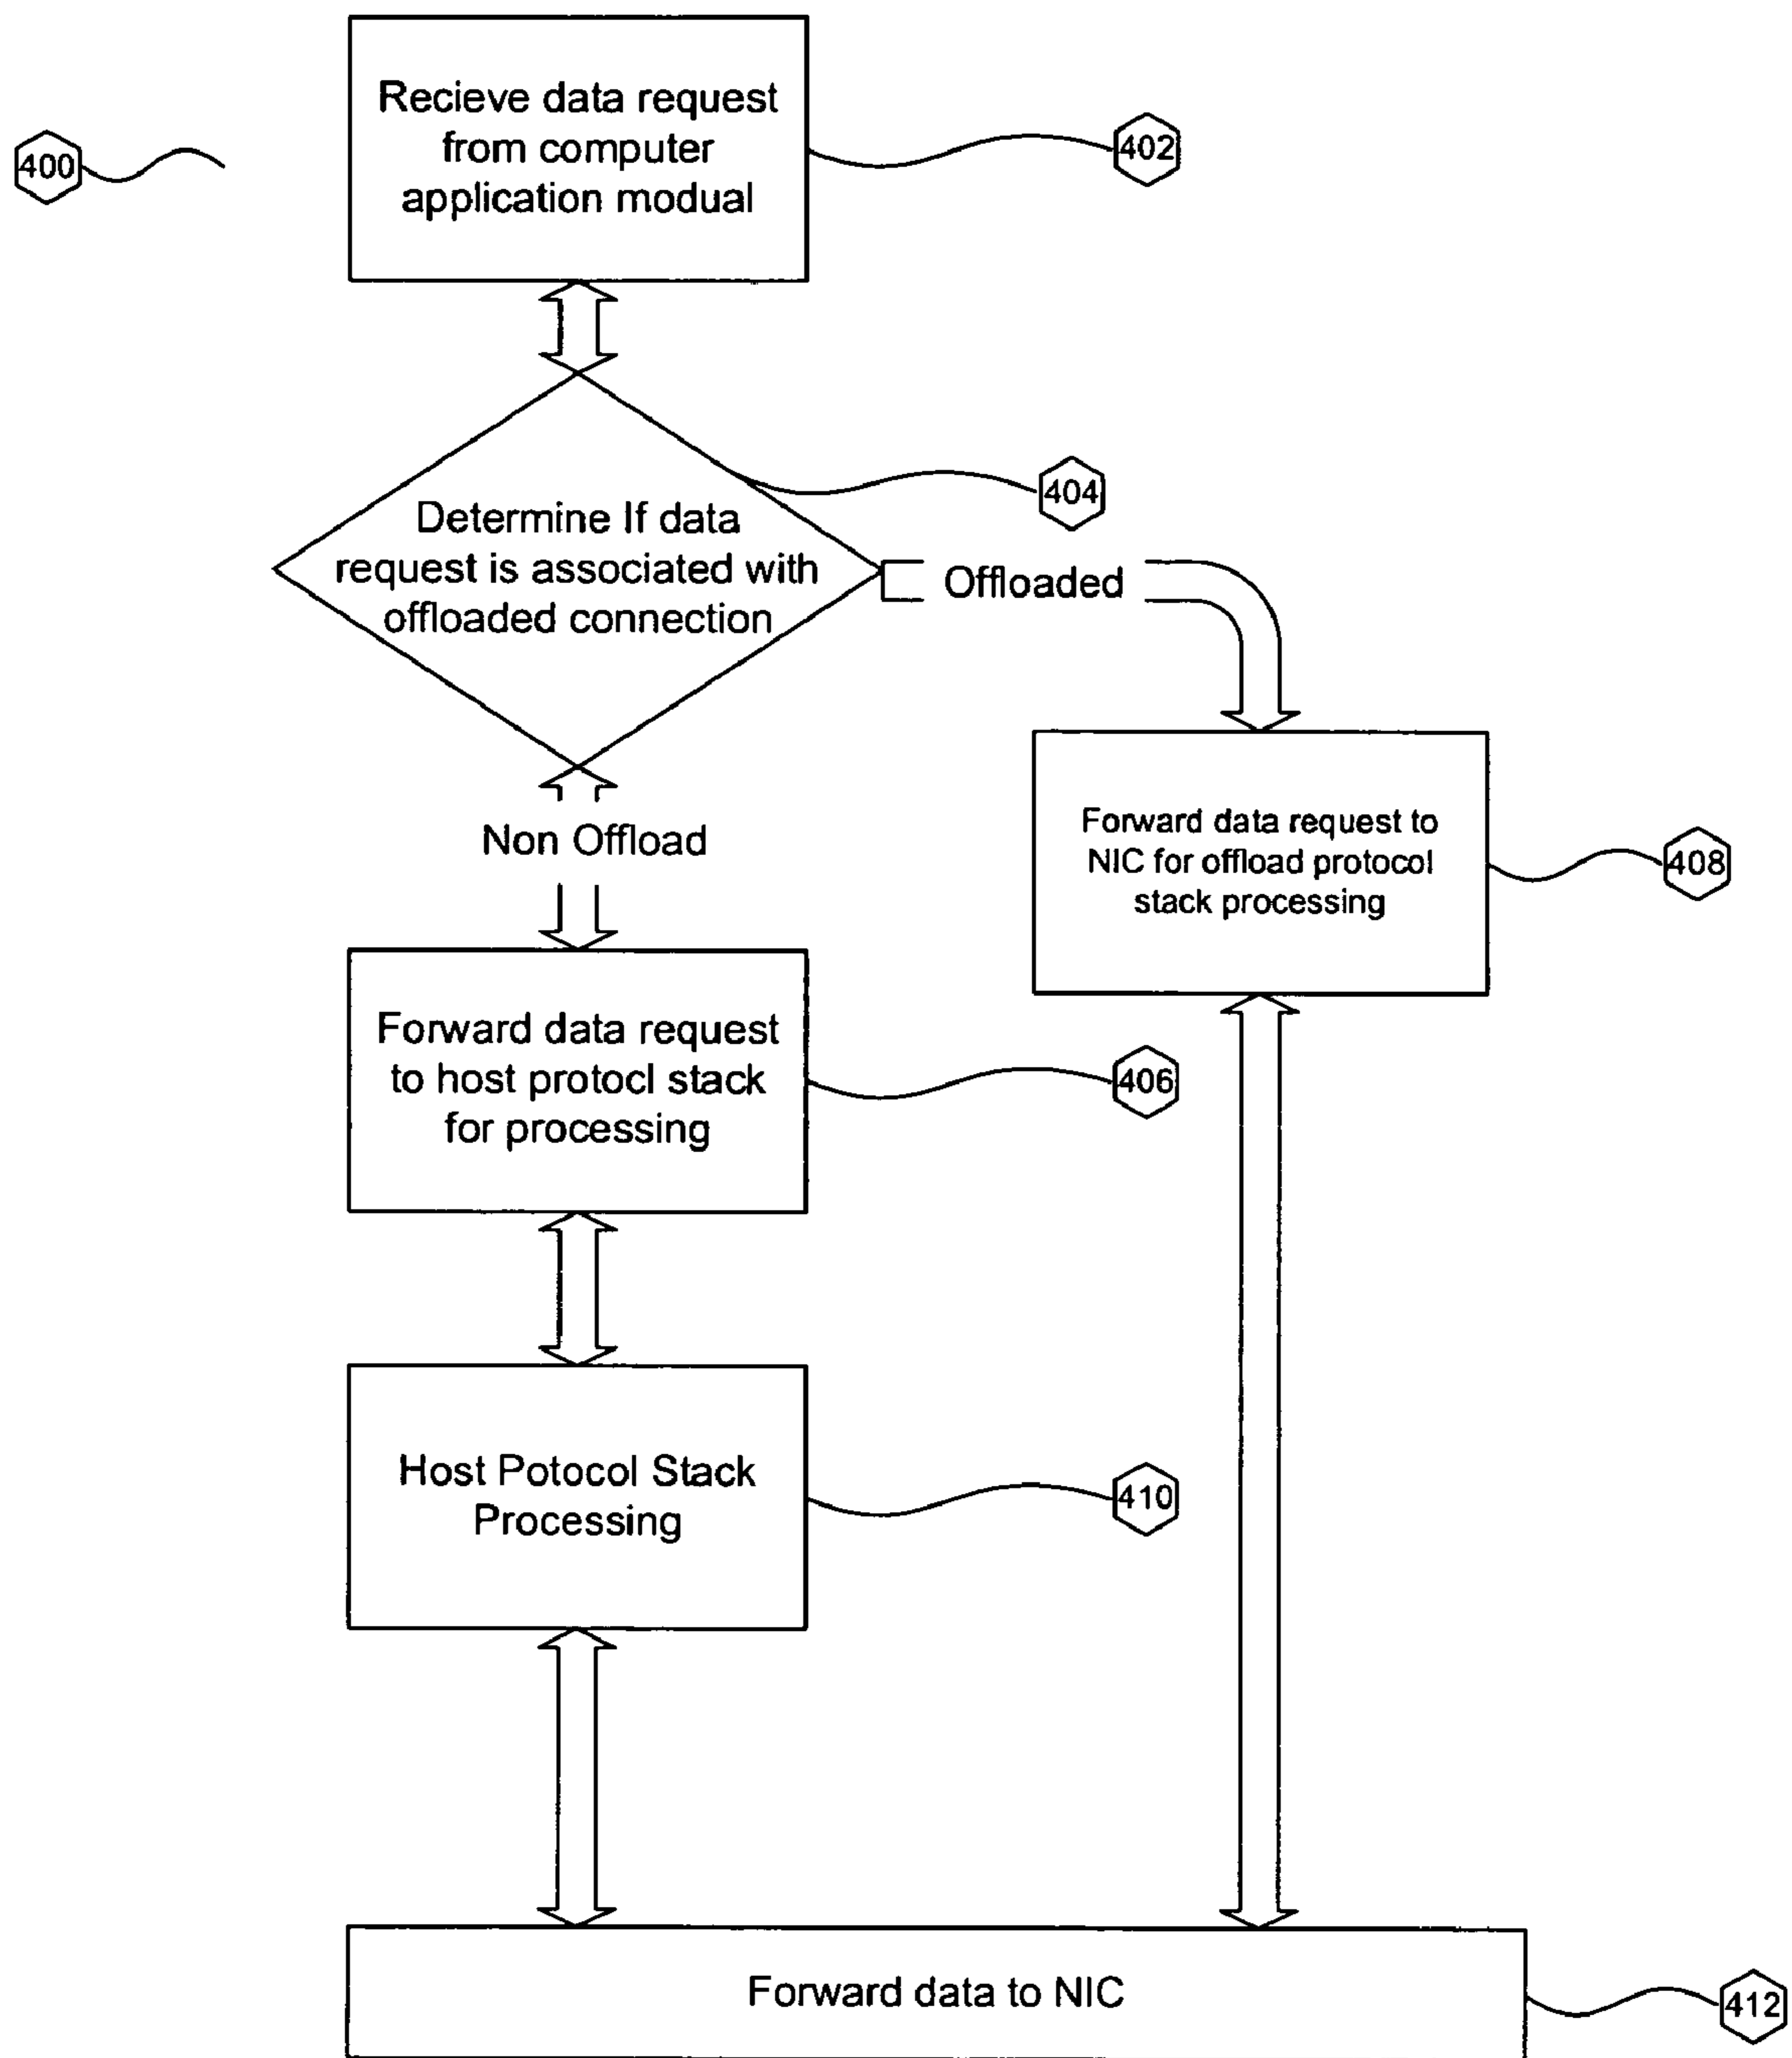 Recieve data request
from computer
application modual
400
402
404
Determine If data
request is associated with
offloaded connection
Offloaded
Non Offload
Forward data request to
NIC for offload protocol
stack processing
408
Forward data request
to host protocl stack
for processing
406
Host Potocol Stack
Processing
410
Forward data to NIC
412